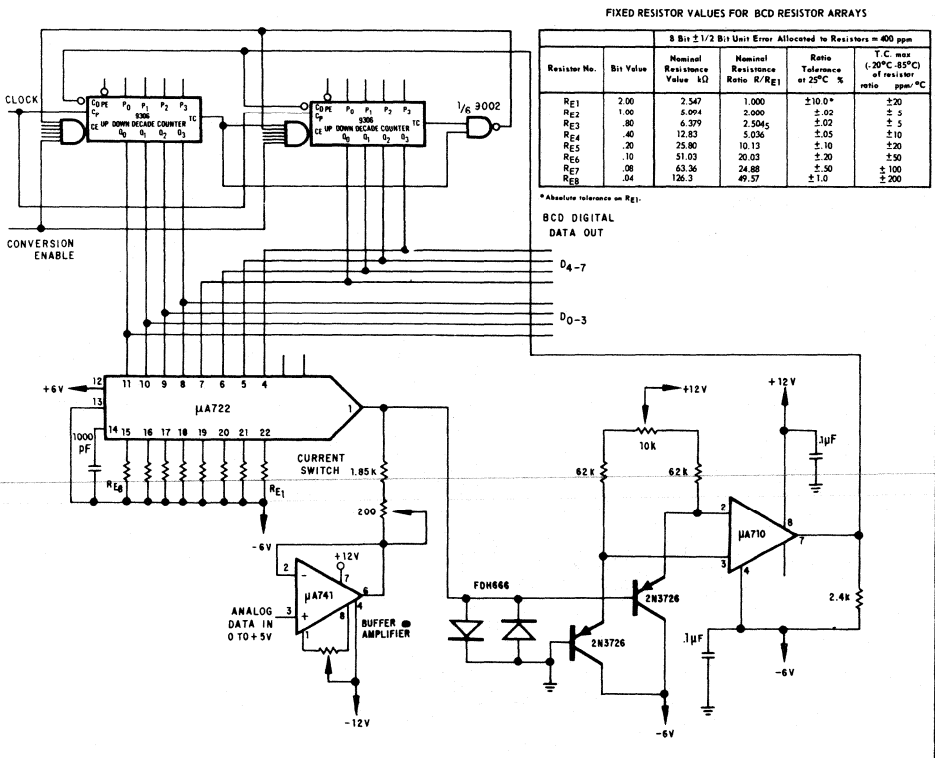 FIXED RESISTOR VALUES FOR BCD RESISTOR ARRAYS
8 Bit ± 1/2 Bit Unit Error Allocated to Resistors = 400 ppm
Resistor No. Bit Value Nominal Resistance Value kΩ Nominal Resistance Ratio R/RE1 Ratio Tolerance at 25°C % T.C. max (-20°C -85°C) of resistor ratio ppm/°C
RE1 2.00 2.547 1.000 ±10.0* ±20
RE2 1.00 5.094 2.000 ±.02 ± 5
RE3 .80 6.379 2.5045 ±.02 ± 5
RE4 .40 12.83 5.036 ±.05 ±10
RE5 .20 25.80 10.13 ±.10 ±20
RE6 .10 51.03 20.03 ±.20 ±50
RE7 .08 63.36 24.88 ±.50 ±100
RE8 .04 126.3 49.57 ±1.0 ±200
*Absolute tolerance on RE1.
CLOCK
CD PE P0 P1 P2 P3
CP 9306 TC
CE UP DOWN DECADE COUNTER
Q0 Q1 Q2 Q3
CD PE P0 P1 P2 P3
CP 9306 TC
CE UP DOWN DECADE COUNTER
Q0 Q1 Q2 Q3
1/6 9002
CONVERSION ENABLE
BCD DIGITAL
DATA OUT
D4-7
D0-3
+6V 12
13
14
11 10 9 8 7 6 5 4
µA722
1
15 16 17 18 19 20 21 22
1000
pF
RE8
RE1
-6V
CURRENT
SWITCH
1.85k
200
+12V
2
7
µA741
6
3
1
8
4
ANALOG
DATA IN
0 TO +5V
BUFFER
AMPLIFIER
-12V
FDH666
2N3726
2N3726
-6V
+12V
10k
62k
62k
+12V
.1µF
2
3
µA710
8
7
4
2.4k
.1µF
-6V